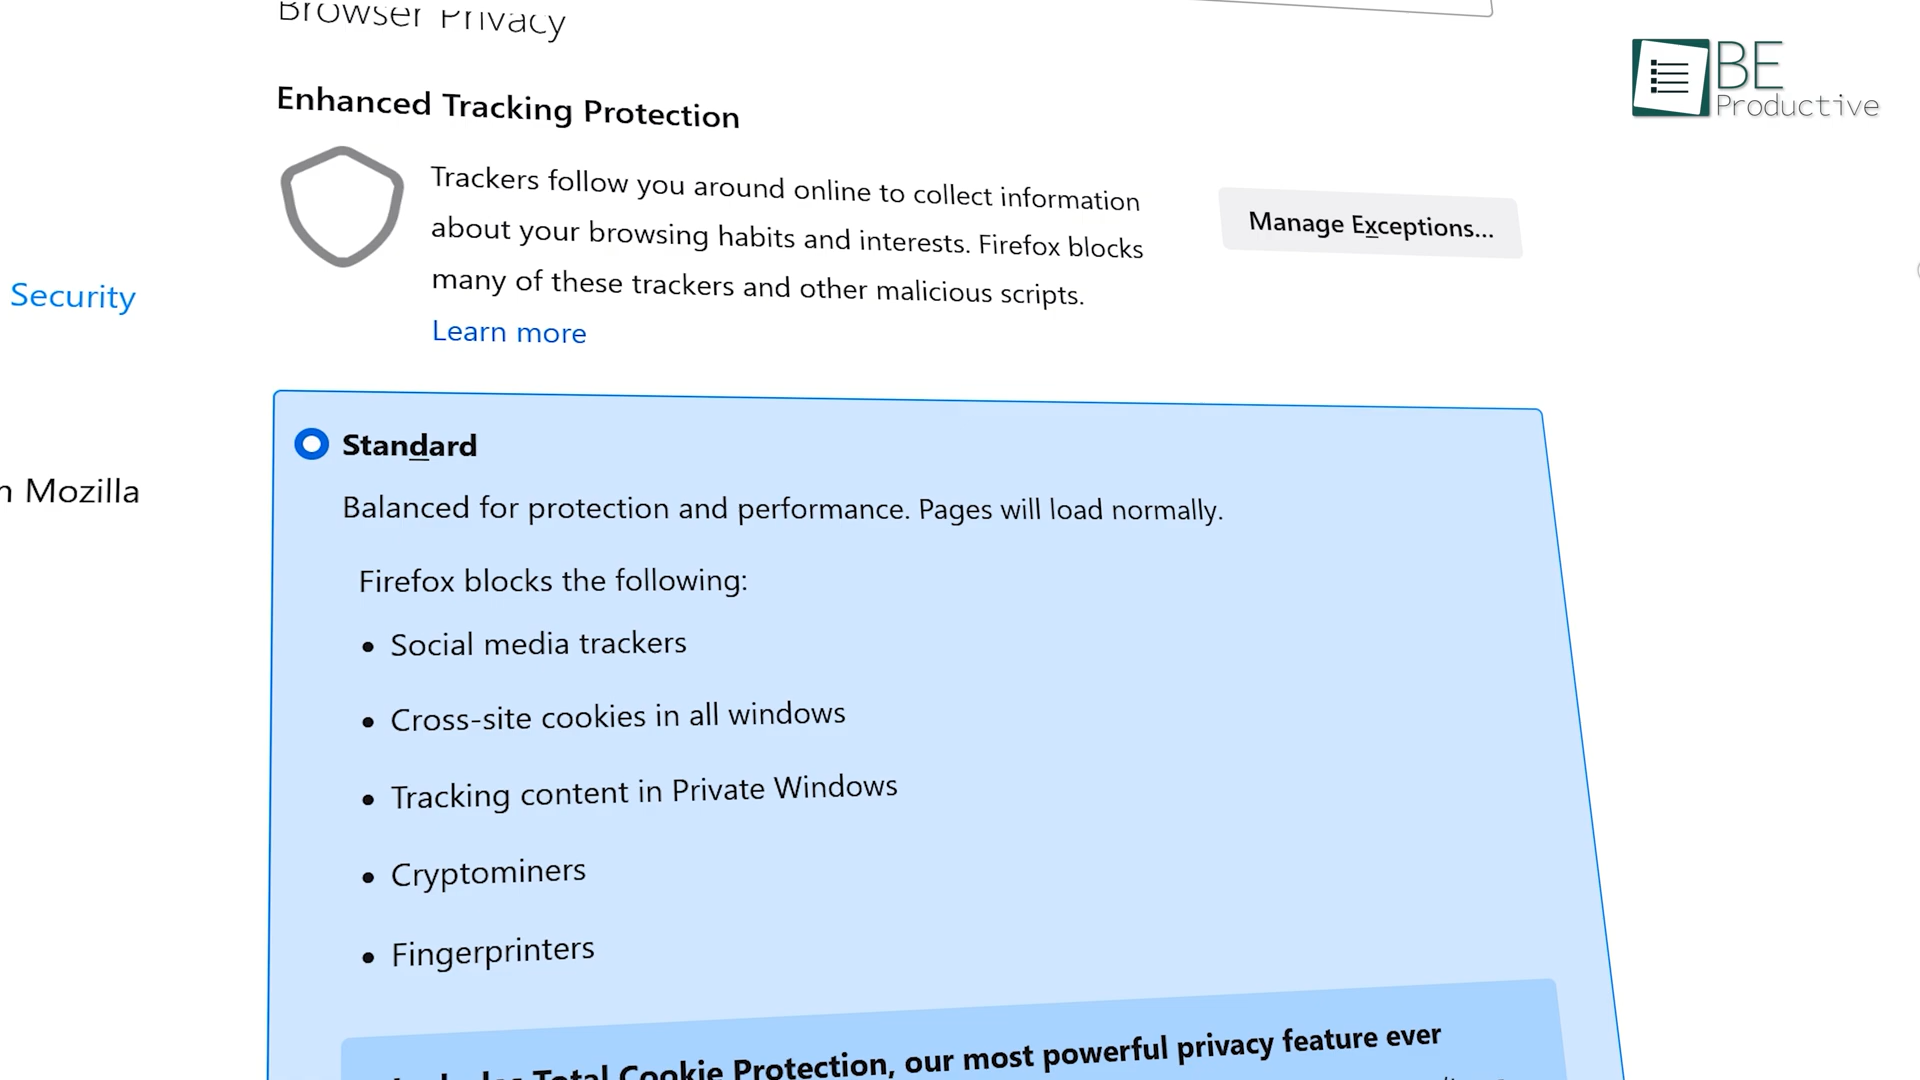 Browser Privacy
BE
Productive
Enhanced Tracking Protection
Trackers follow you around online to collect information
about your browsing habits and interests. Firefox blocks
many of these trackers and other malicious scripts.
Learn more
Manage Exceptions...
Security
Mozilla
Standard
Balanced for protection and performance. Pages will load normally.
Firefox blocks the following:
• Social media trackers
• Cross-site cookies in all windows
• Tracking content in Private Windows
• Cryptominers
• Fingerprinters
Total Cookie Protection, our most powerful privacy feature ever